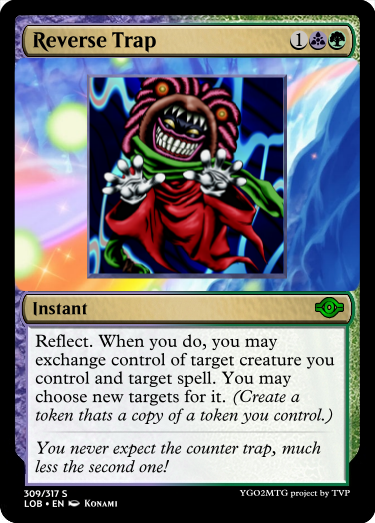 Reverse Trap
1
Instant
Reflect. When you do, you may
exchange control of target creature you
control and target spell. You may
choose new targets for it. (Create a
token thats a copy of a token you control.)
You never expect the counter trap, much
less the second one!
309/317 S
LOB • EN Konami
YGO2MTG project by TVP